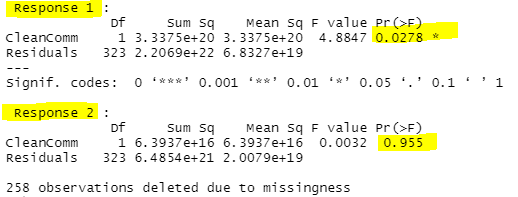 Response 1 :
Df Sum Sq Mean Sq F value Pr(>F)
CleanComm 1 3.3375e+20 3.3375e+20 4.8847 0.0278 *
Residuals 323 2.2069e+22 6.8327e+19
---
Signif. codes: 0 ‘***’ 0.001 ‘**’ 0.01 ‘*’ 0.05 ‘.’ 0.1 ‘ ’ 1
Response 2 :
Df Sum Sq Mean Sq F value Pr(>F)
CleanComm 1 6.3937e+16 6.3937e+16 0.0032 0.955
Residuals 323 6.4854e+21 2.0079e+19
258 observations deleted due to missingness